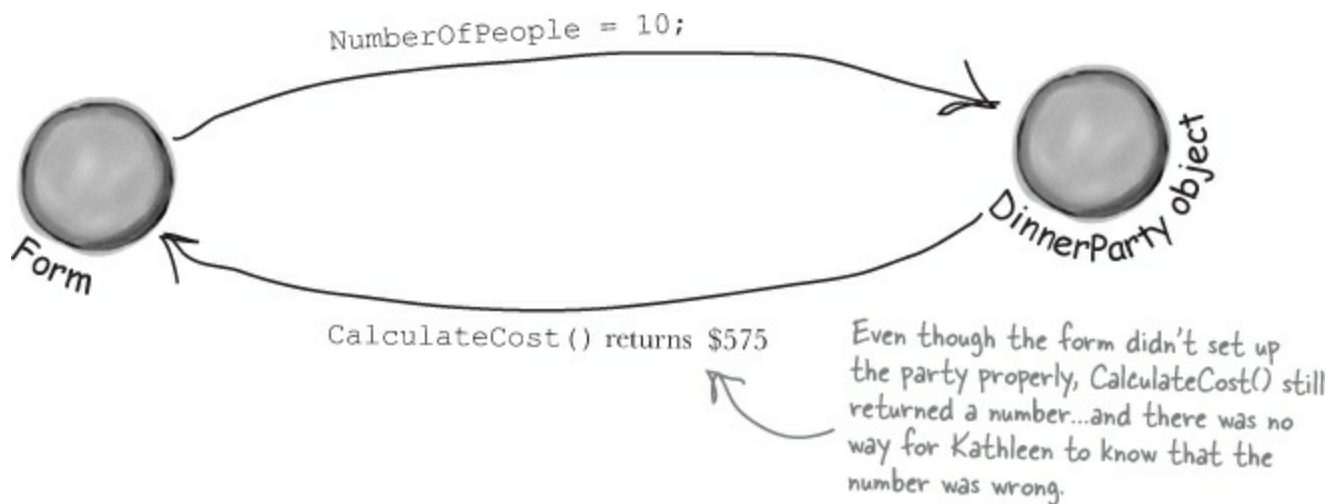 NumberOfPeople = 10;
Form
DinnerParty object
CalculateCost() returns $575
Even though the form didn't set up
the party properly, CalculateCost() still
returned a number...and there was no
way for Kathleen to know that the
number was wrong.